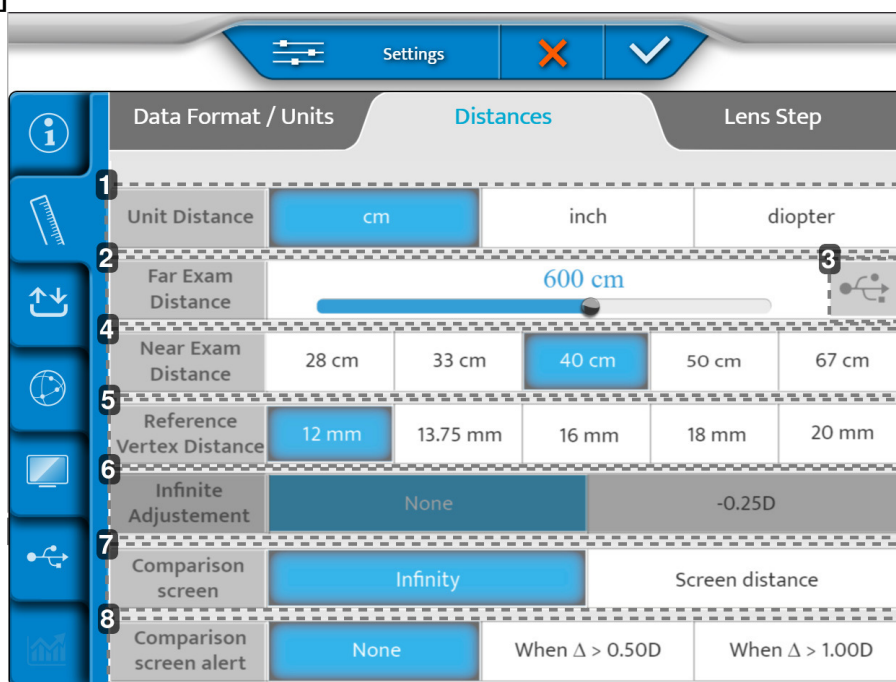 Settings
Data Format / Units Distances Lens Step
1
Unit Distance cm inch diopter
2
3
Far Exam
Distance
600 cm
4
Near Exam
Distance
28 cm 33 cm 40 cm 50 cm 67 cm
5
Reference
Vertex Distance
12 mm 13.75 mm 16 mm 18 mm 20 mm
6
Infinite
Adjustement
None -0.25D
7
Comparison
screen
Infinity Screen distance
8
Comparison
screen alert
None When Δ > 0.50D When Δ > 1.00D